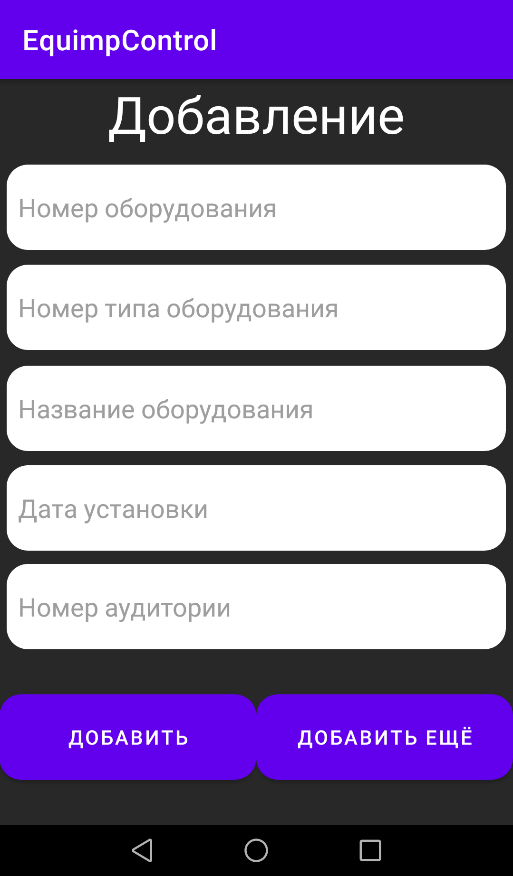 EquimpControl
Добавление
Номер оборудования
Номер типа оборудования
Название оборудования
Дата установки
Номер аудитории
ДОБАВИТЬ
ДОБАВИТЬ ЕЩЁ